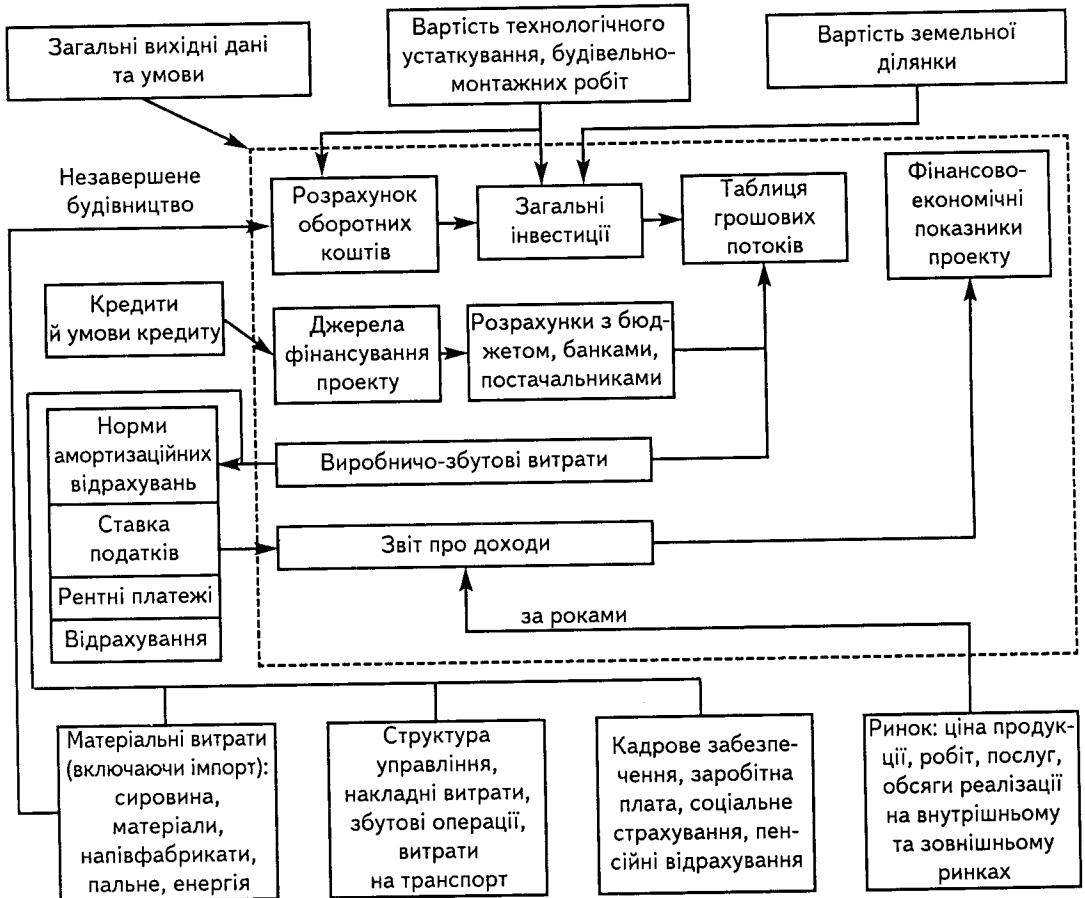 Загальні вихідні дані
та умови
Вартість технологічного
устаткування, будівельно-
монтажних робіт
Вартість земельної
ділянки
Незавершене
будівництво
Розрахунок
оборотних
коштів
Загальні
інвестиції
Таблиця
грошових
потоків
Фінансово-
економічні
показники
проекту
Кредити
й умови кредиту
Джерела
фінансування
проекту
Розрахунки з бюд-
жетом, банками,
постачальниками
Норми
амортизаційних
відрахувань
Виробничо-збутові витрати
Ставка
податків
Звіт про доходи
Рентні платежі
Відрахування
за роками
Матеріальні витрати
(включаючи імпорт):
сировина,
матеріали,
напівфабрикати,
пальне, енергія
Структура
управління,
накладні витрати,
збутові операції,
витрати
на транспорт
Кадрове забезпе-
чення, заробітна
плата, соціальне
страхування, пен-
сійні відрахування
Ринок: ціна продук-
ції, робіт, послуг,
обсяги реалізації
на внутрішньому
та зовнішньому
ринках